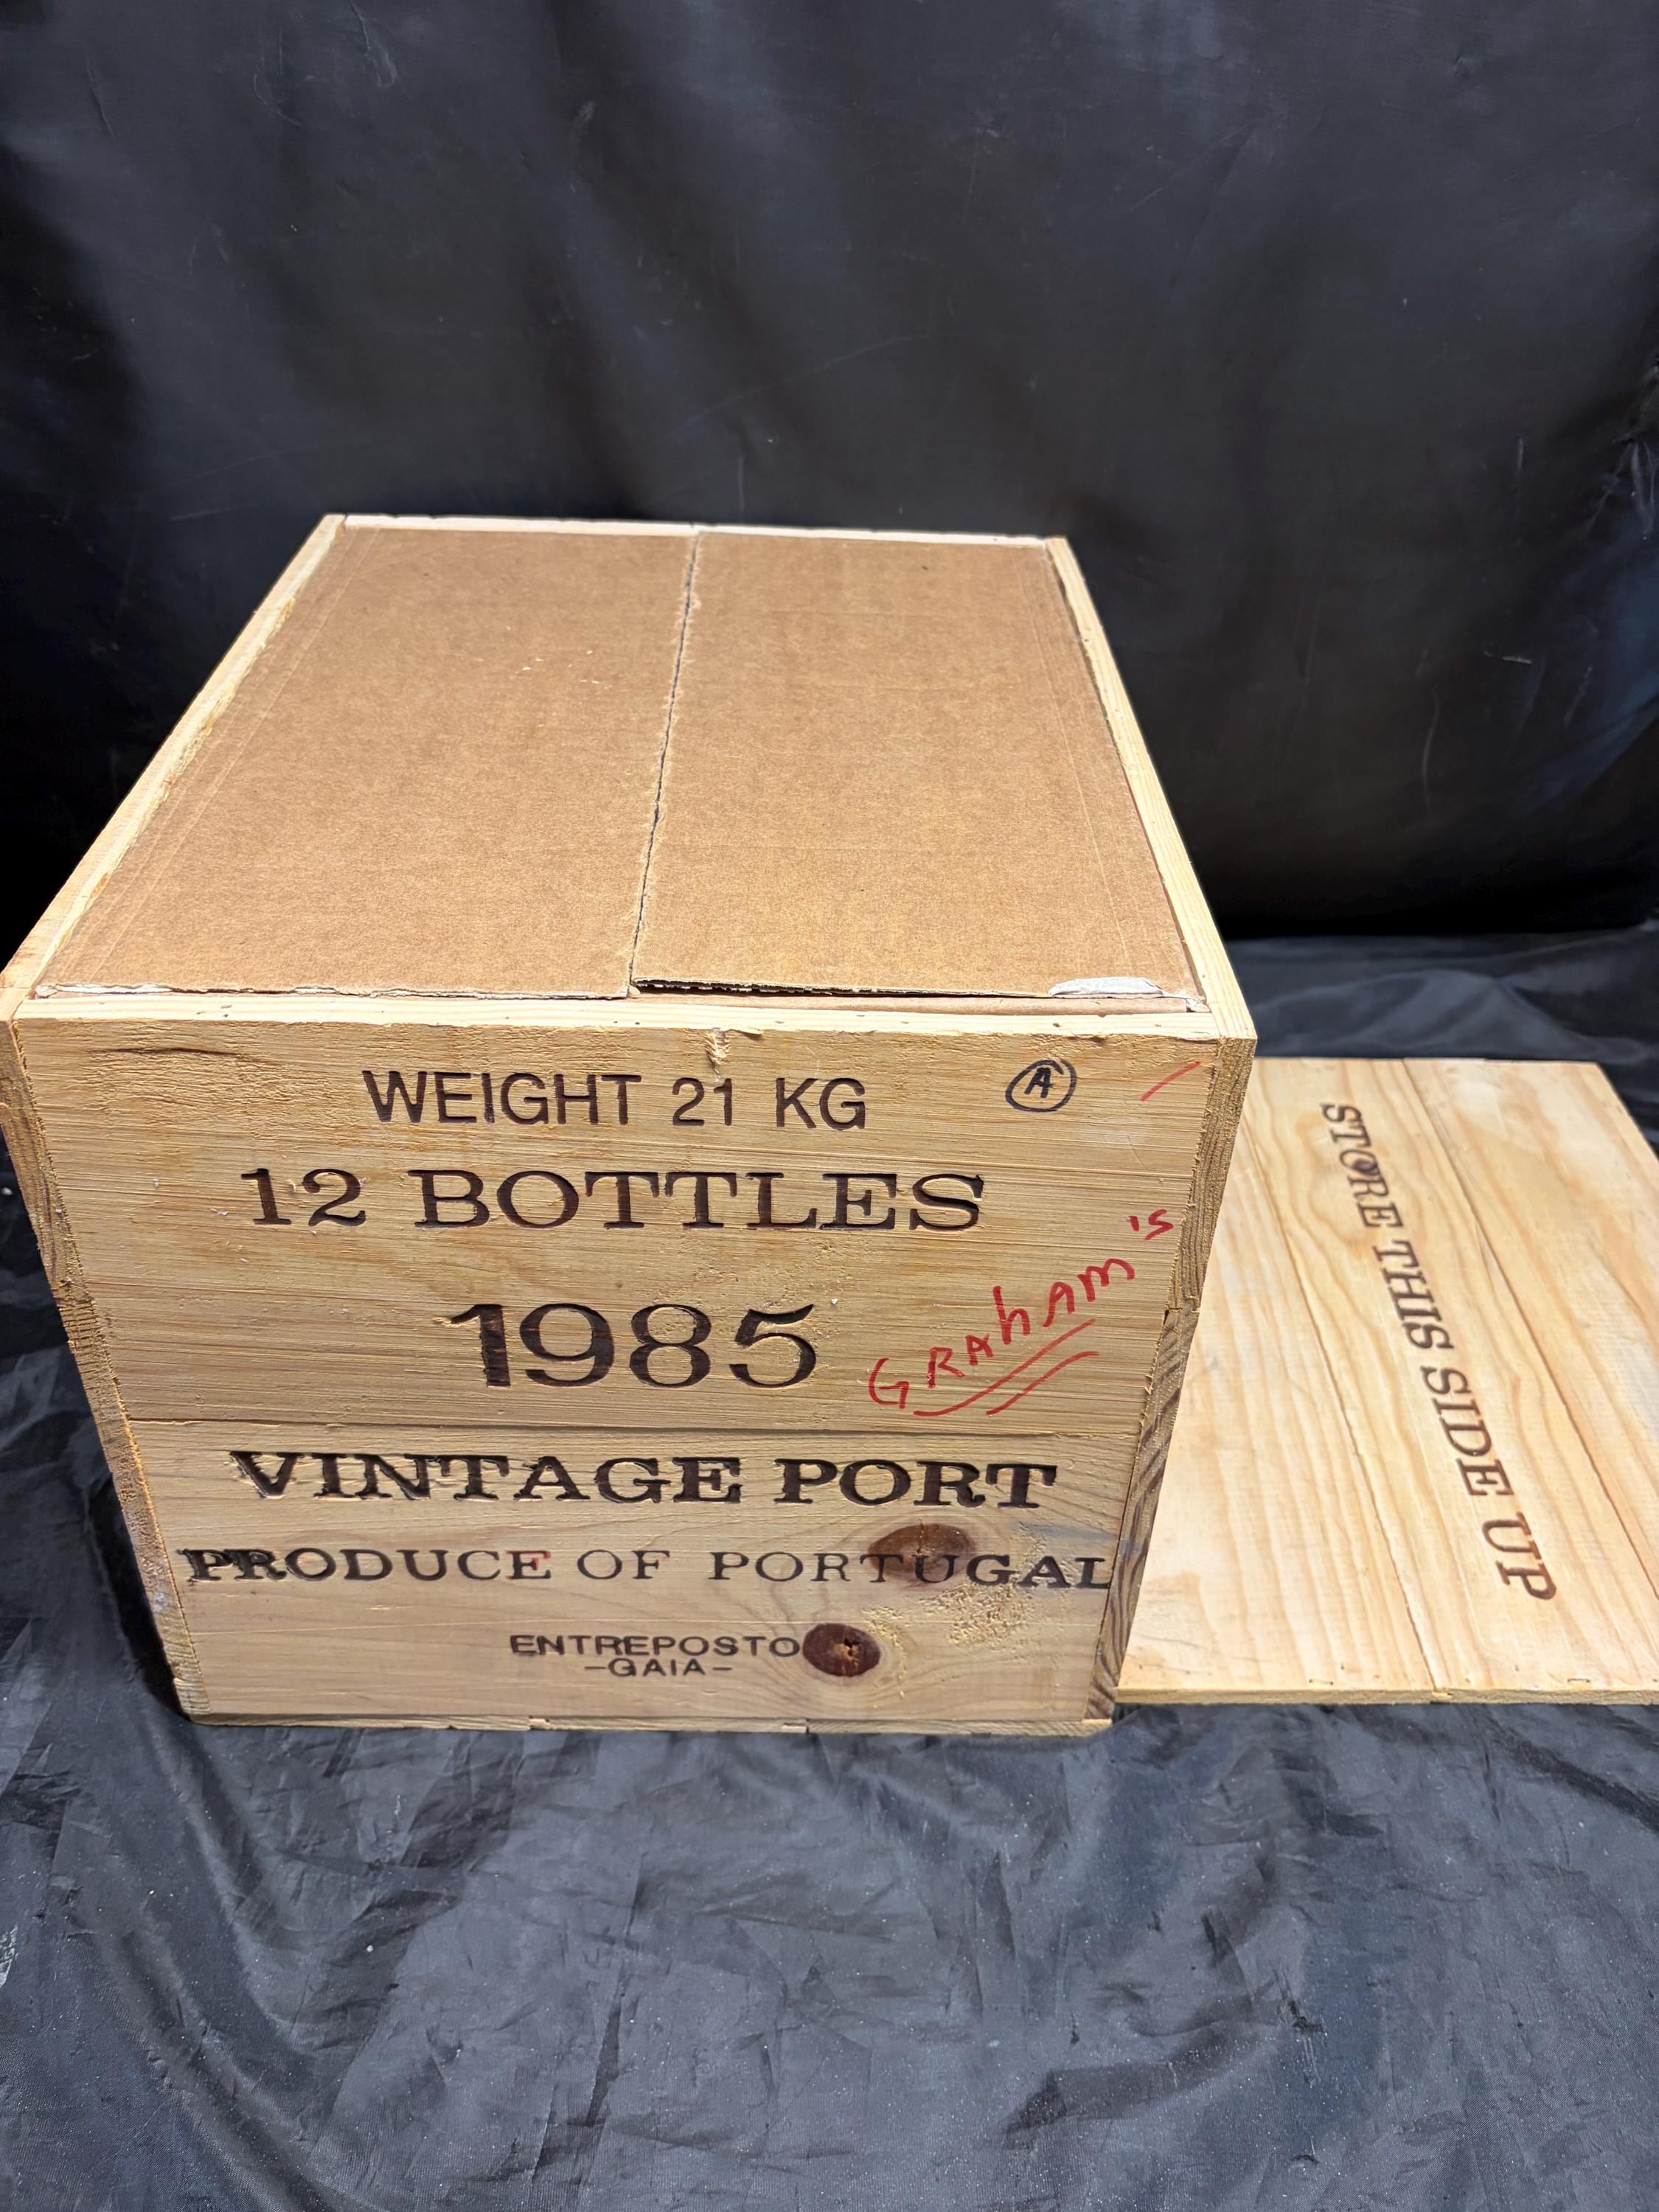 WEIGHT 21 KG
A
12 BOTTLES
1985
GRAhAM's
VINTAGE PORT
PRODUCE OF PORTUGAL
ENTREPOSTO
-GAIA-
STORE THIS SIDE UP